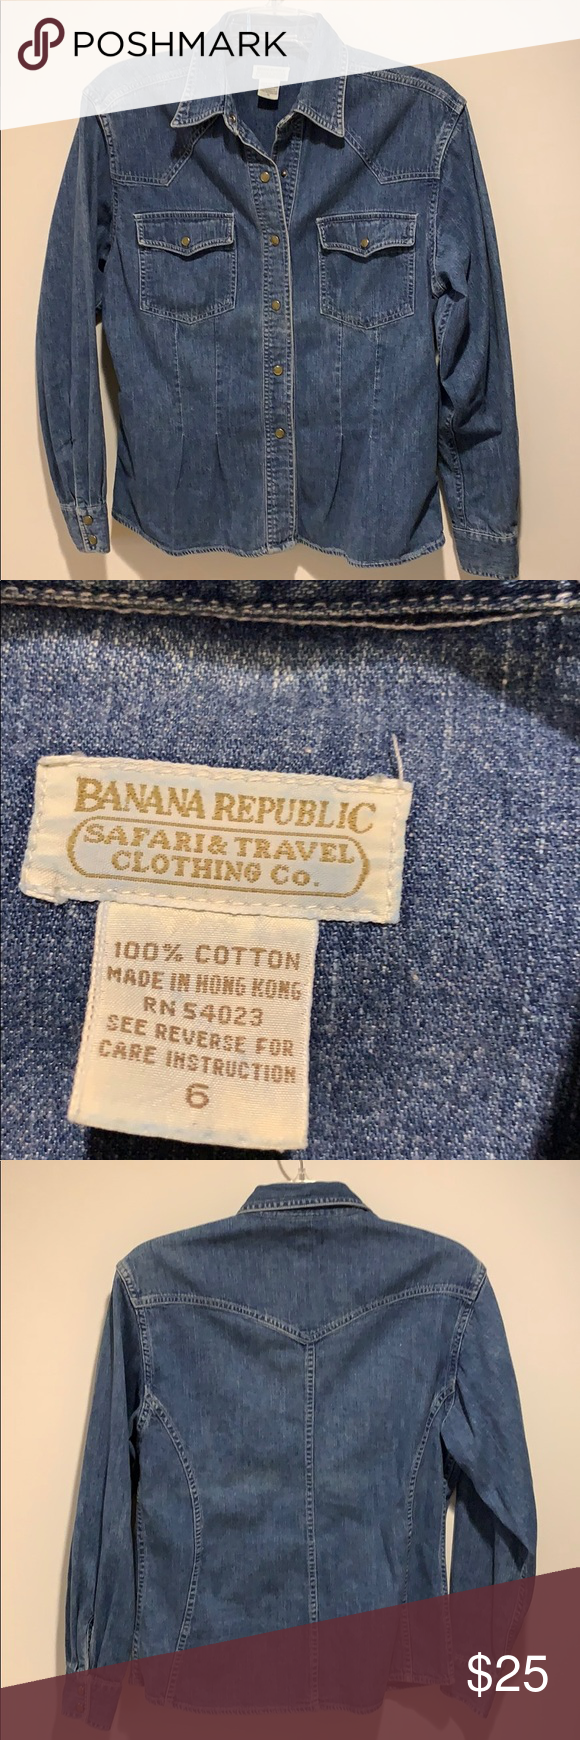 POSHMARK
BANANA REPUBLIC
SAFARI & TRAVEL
CLOTHING Co.
100% COTTON
MADE IN HONG KONG
RN 54023
SEE REVERSE FOR
CARE INSTRUCTION
6
$25